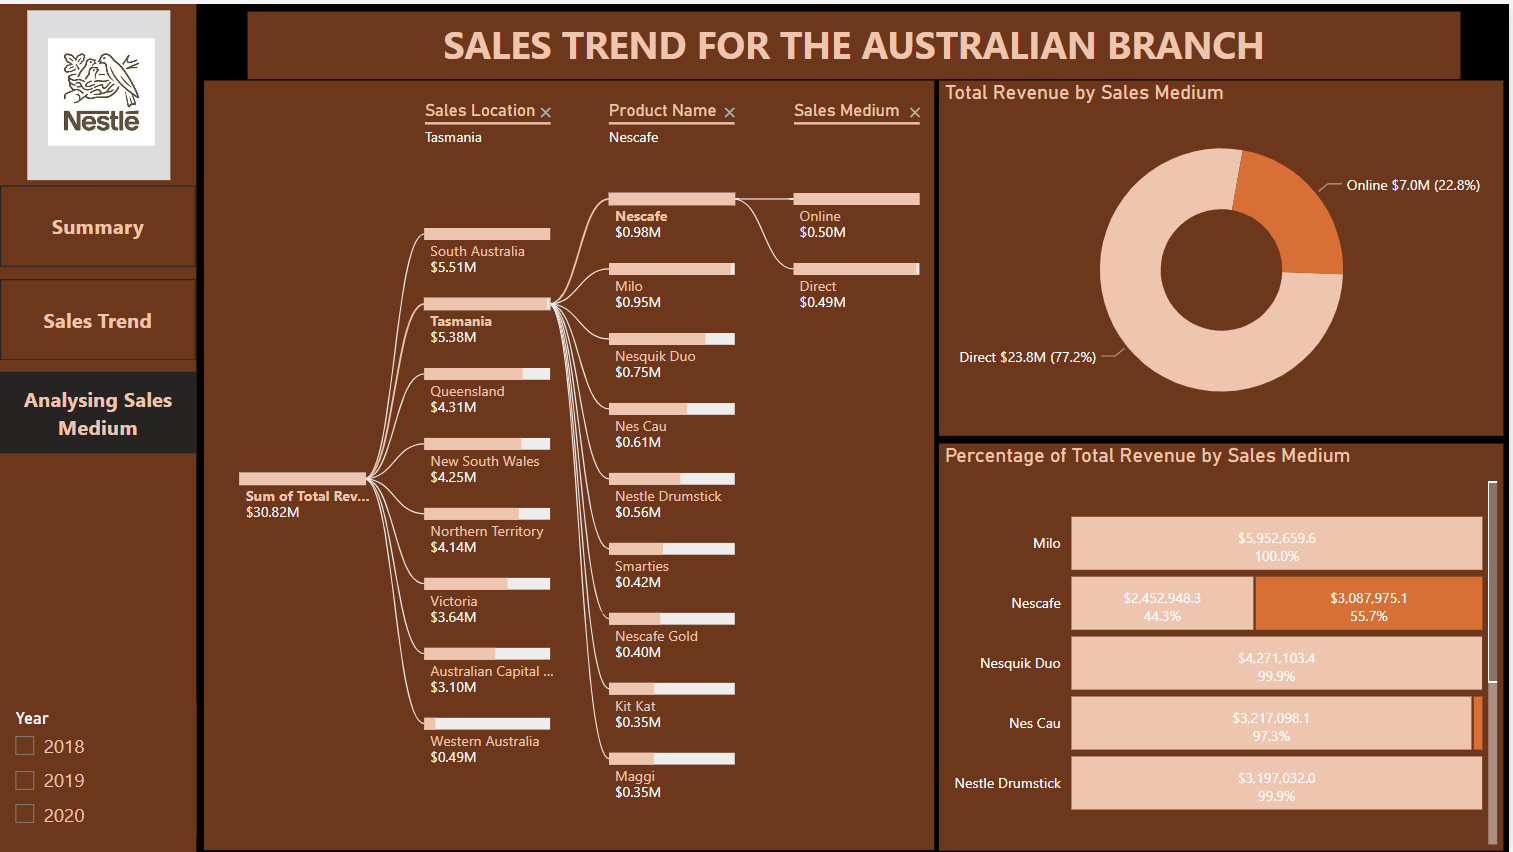 Nestlé
Summary
Sales Trend
Analysing Sales
Medium
Year
2018
2019
2020
SALES TREND FOR THE AUSTRALIAN BRANCH
Sales Location
Tasmania
Product Name
Nescafe
Sales Medium
Sum of Total Rev...
$30.82M
South Australia
$5.51M
Tasmania
$5.38M
Queensland
$4.31M
New South Wales
$4.25M
Northern Territory
$4.14M
Victoria
$3.64M
Australian Capital ...
$3.10M
Western Australia
$0.49M
Nescafe
$0.98M
Milo
$0.95M
Nesquik Duo
$0.75M
Nes Cau
$0.61M
Nestle Drumstick
$0.56M
Smarties
$0.42M
Nescafe Gold
$0.40M
Kit Kat
$0.35M
Maggi
$0.35M
Online
$0.50M
Direct
$0.49M
Total Revenue by Sales Medium
Online $7.0M (22.8%)
Direct $23.8M (77.2%)
Percentage of Total Revenue by Sales Medium
Milo
$5,952,659.6
100.0%
Nescafe
$2,452,948.3
44.3%
$3,087,975.1
55.7%
Nesquik Duo
$4,271,103.4
99.9%
Nes Cau
$3,217,098.1
97.3%
Nestle Drumstick
$3,197,032.0
99.9%